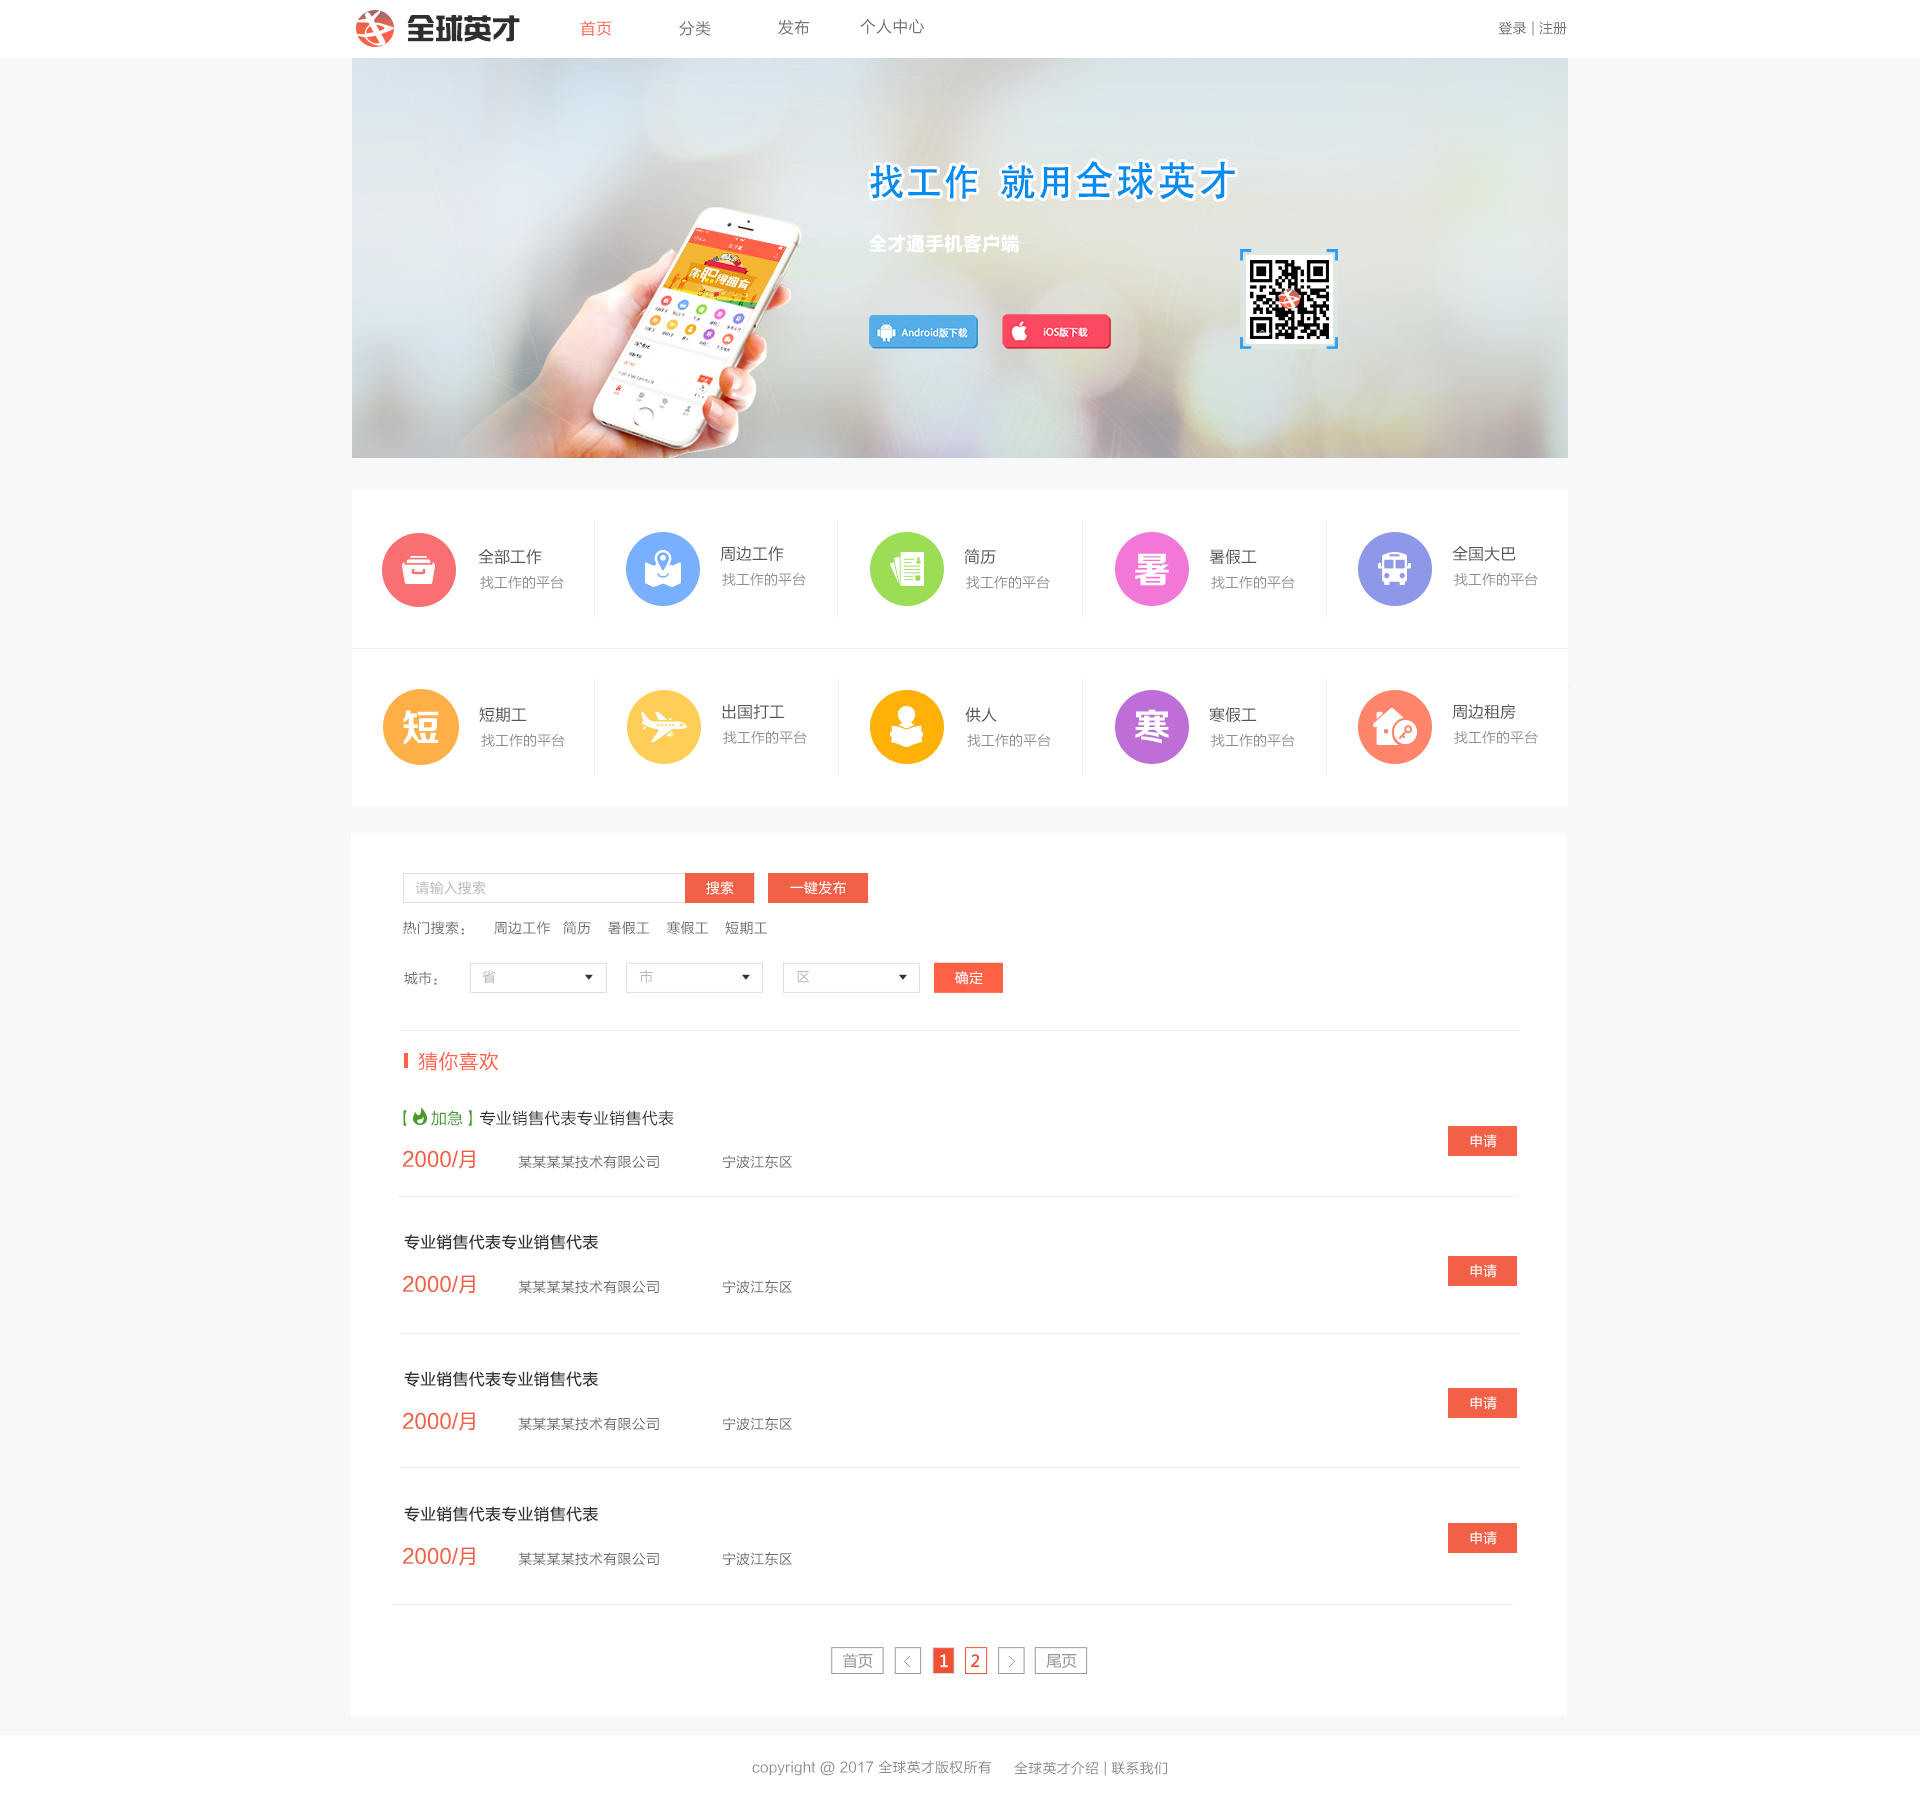 全球英才 首页 分类 发布 个人中心 登录 | 注册
找工作 就用全球英才
全才通手机客户端
你职得拥有
Android版下载 iOS版下载
全部工作 周边工作 简历 暑 暑假工 全国大巴
找工作的平台 找工作的平台 找工作的平台 找工作的平台 找工作的平台
短 短期工 出国打工 供人 寒 寒假工 周边租房
找工作的平台 找工作的平台 找工作的平台 找工作的平台 找工作的平台
请输入搜索 搜索 一键发布
热门搜索： 周边工作 简历 暑假工 寒假工 短期工
城市： 省 市 区 确定
猜你喜欢
【加急】专业销售代表专业销售代表
2000/月 某某某某技术有限公司 宁波江东区 申请
专业销售代表专业销售代表
2000/月 某某某某技术有限公司 宁波江东区 申请
专业销售代表专业销售代表
2000/月 某某某某技术有限公司 宁波江东区 申请
专业销售代表专业销售代表
2000/月 某某某某技术有限公司 宁波江东区 申请
首页 < 1 2 > 尾页
copyright @ 2017 全球英才版权所有 全球英才介绍 | 联系我们